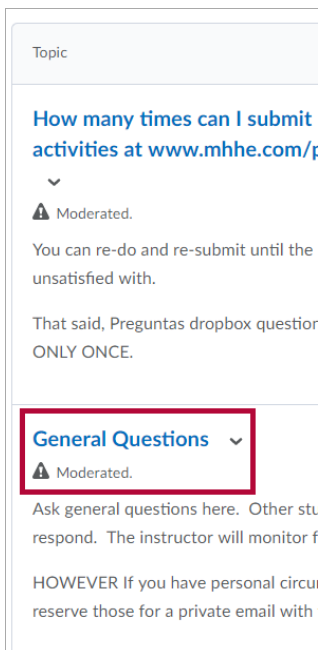 Topic
How many times can I submit
activities at www.mhhe.com/p
Moderated.
You can re-do and re-submit until the
unsatisfied with.
That said, Preguntas dropbox question
ONLY ONCE.
General Questions
Moderated.
Ask general questions here. Other stu
respond. The instructor will monitor f
HOWEVER If you have personal circu
reserve those for a private email with